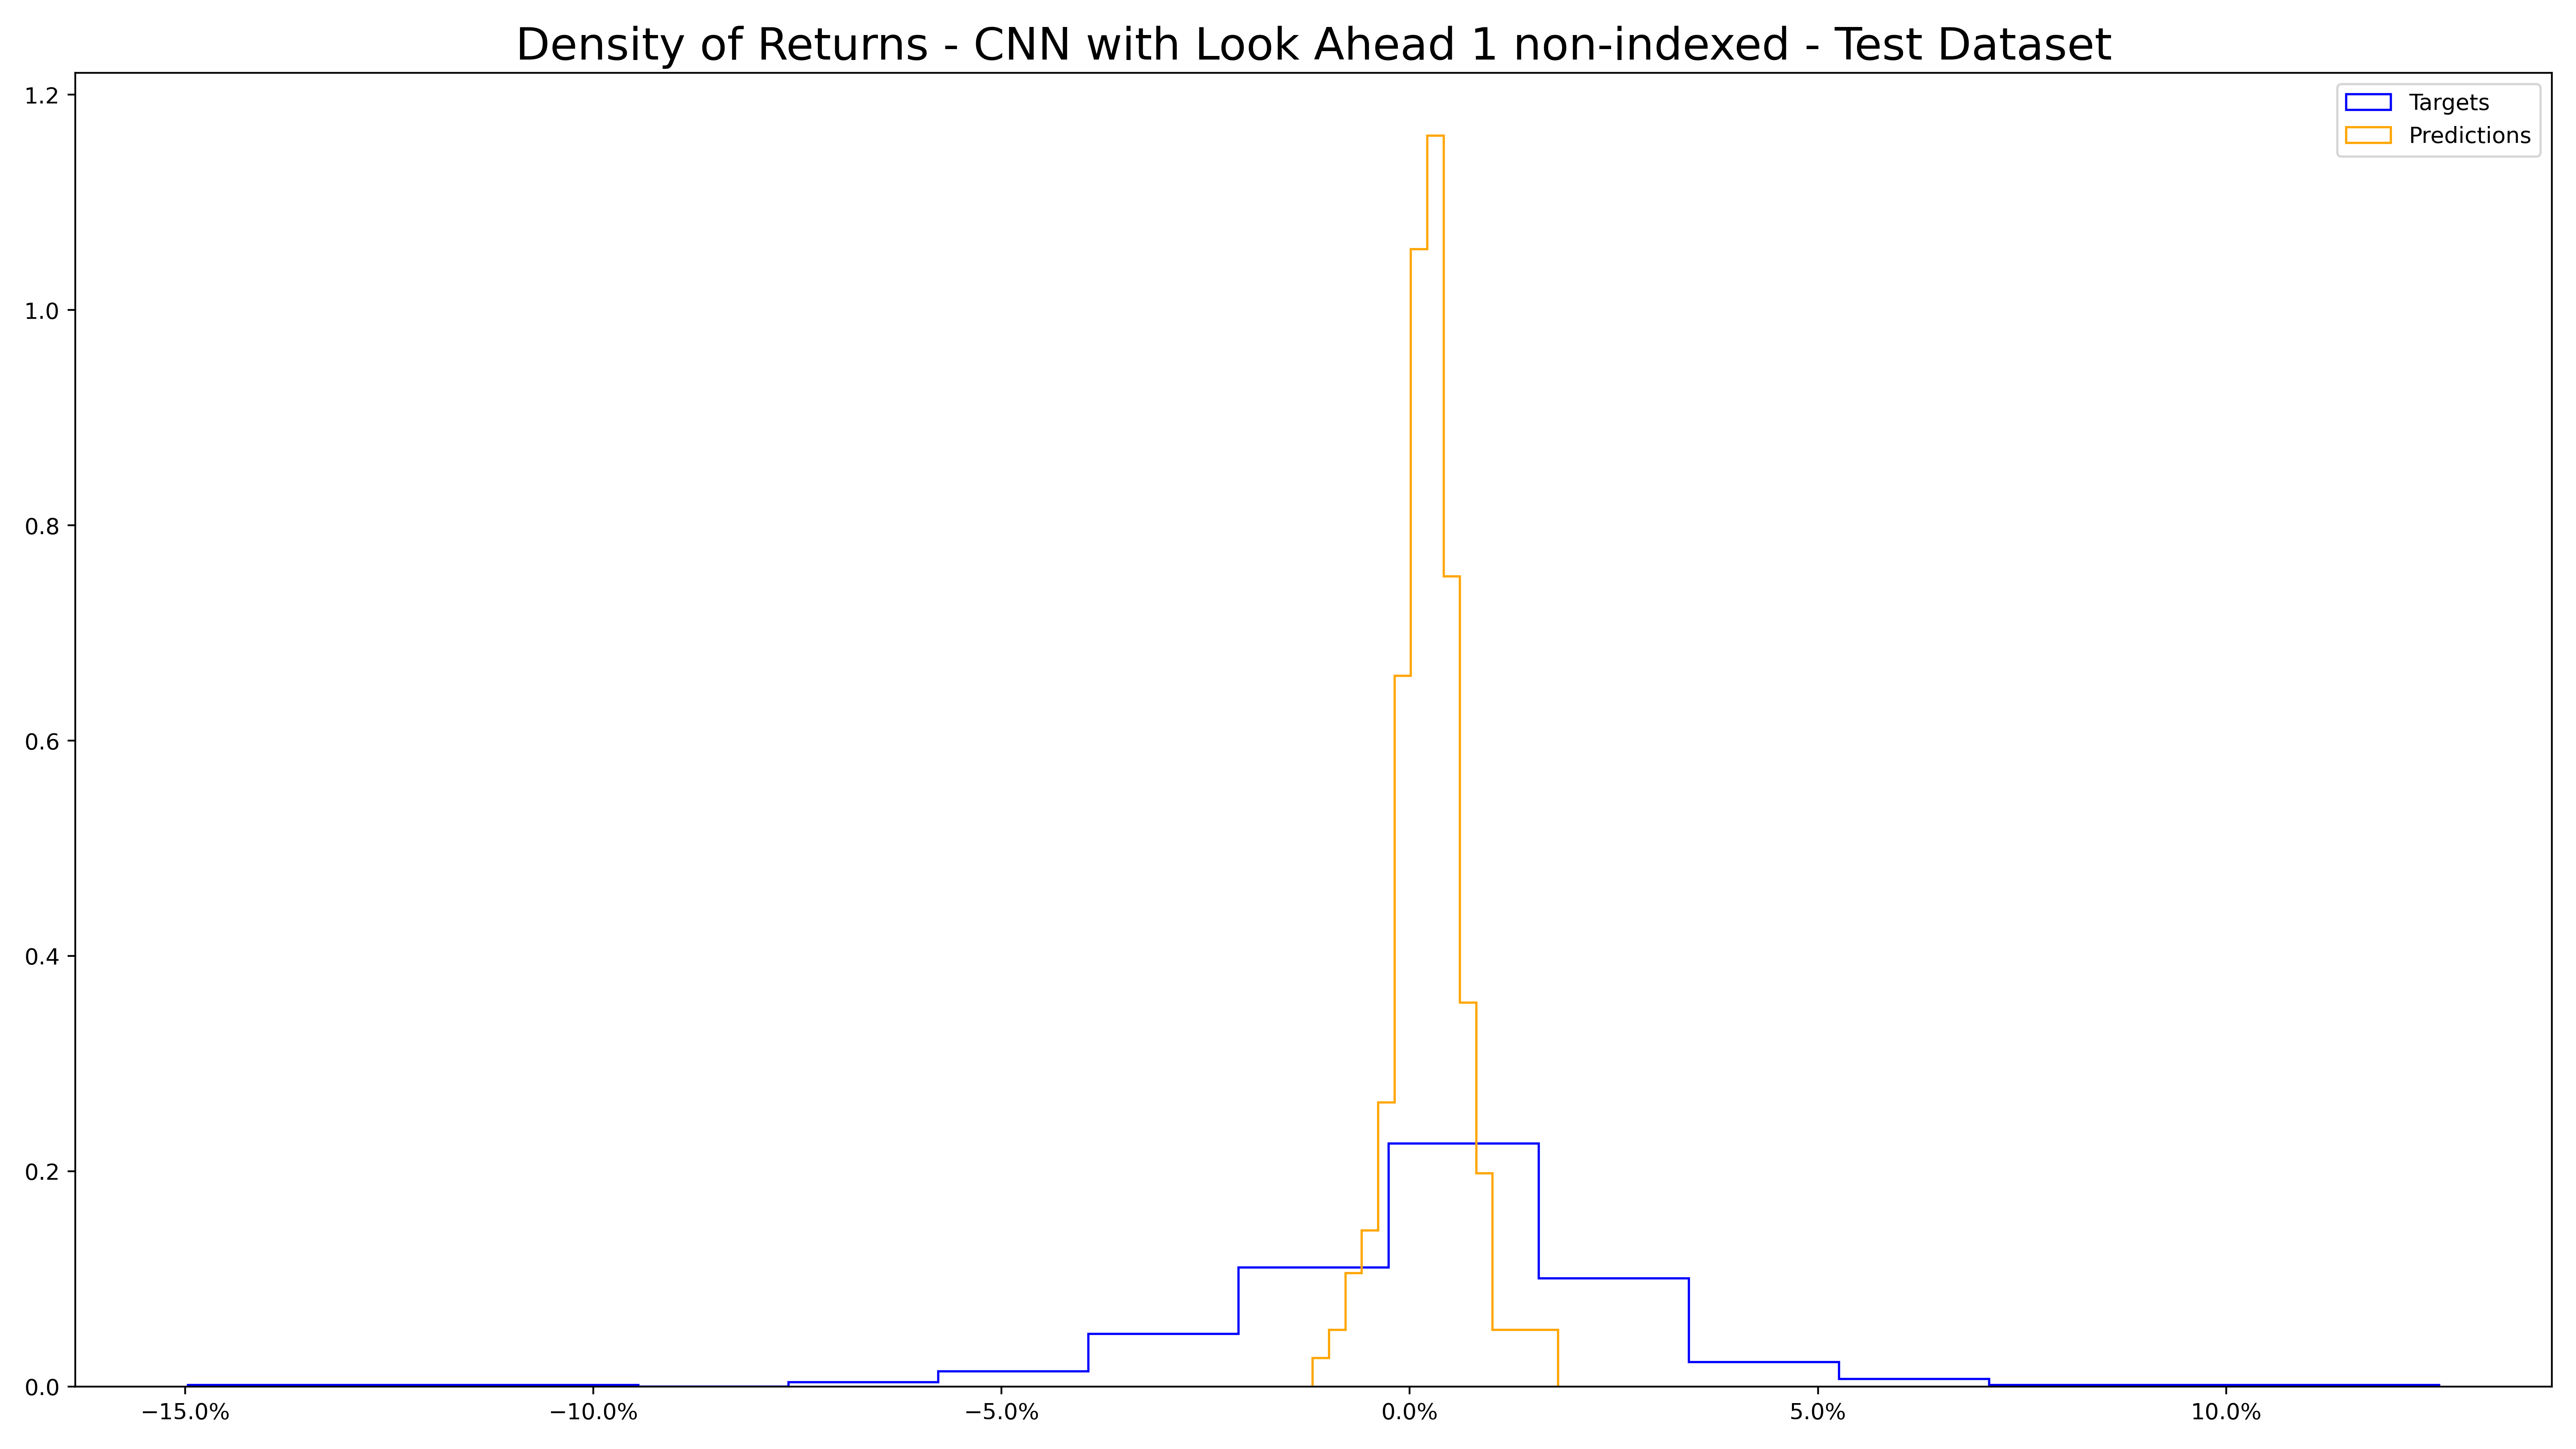 Density of Returns - CNN with Look Ahead 1 non-indexed - Test Dataset
Targets
Predictions
1.2
1.0
0.8
0.6
0.4
0.2
0.0
−15.0% −10.0% −5.0% 0.0% 5.0% 10.0%